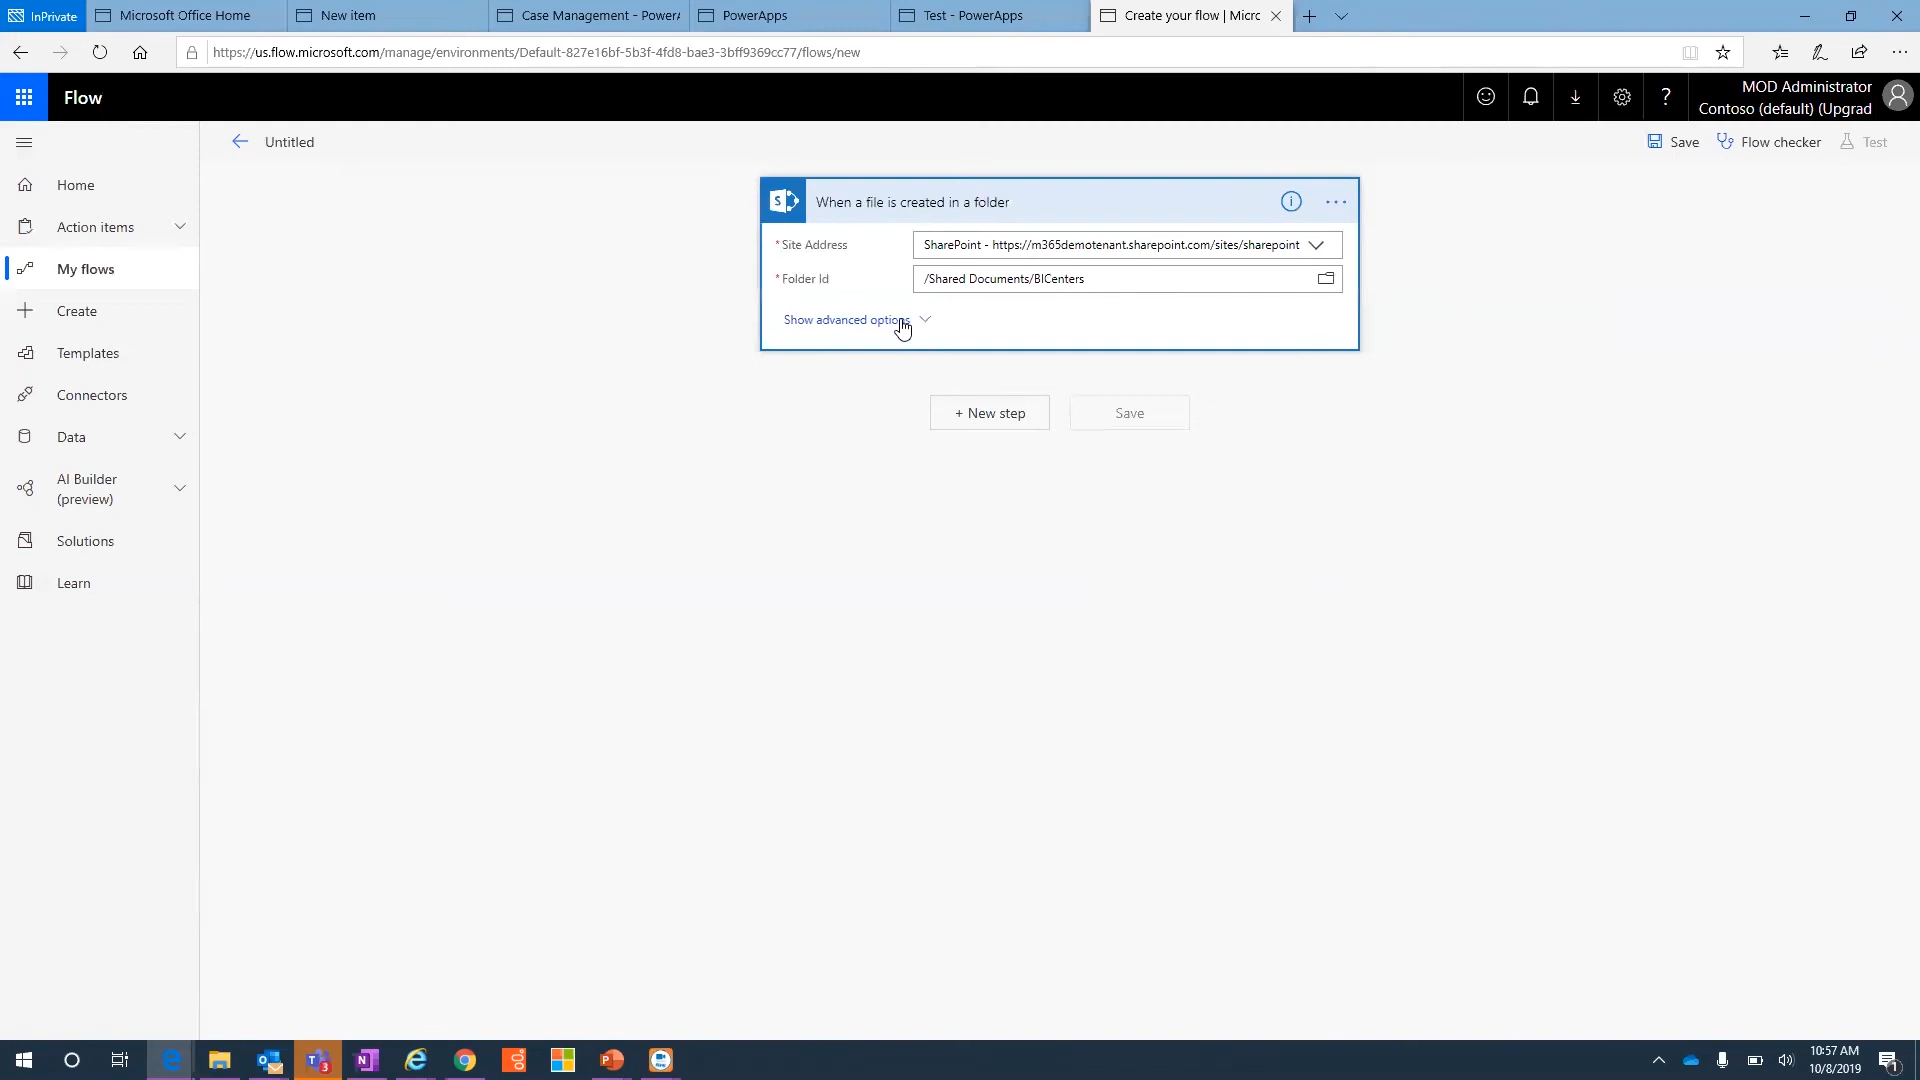 InPrivate
Microsoft Office Home
New item
Case Management - PowerA
PowerApps
Test - PowerApps
Create your flow | Micrc
https://us.flow.microsoft.com/manage/environments/Default-827e16bf-5b3f-4fd8-bae3-3bff9369cc77/flows/new
Flow
MOD Administrator
Contoso (default) (Upgrad
Untitled
Save
Flow checker
Test
Home
Action items
My flows
Create
Templates
Connectors
Data
AI Builder
(preview)
Solutions
Learn
When a file is created in a folder
* Site Address
SharePoint - https://m365demotenant.sharepoint.com/sites/sharepoint
* Folder Id
/Shared Documents/BICenters
Show advanced options
+ New step
Save
10:57 AM
10/8/2019